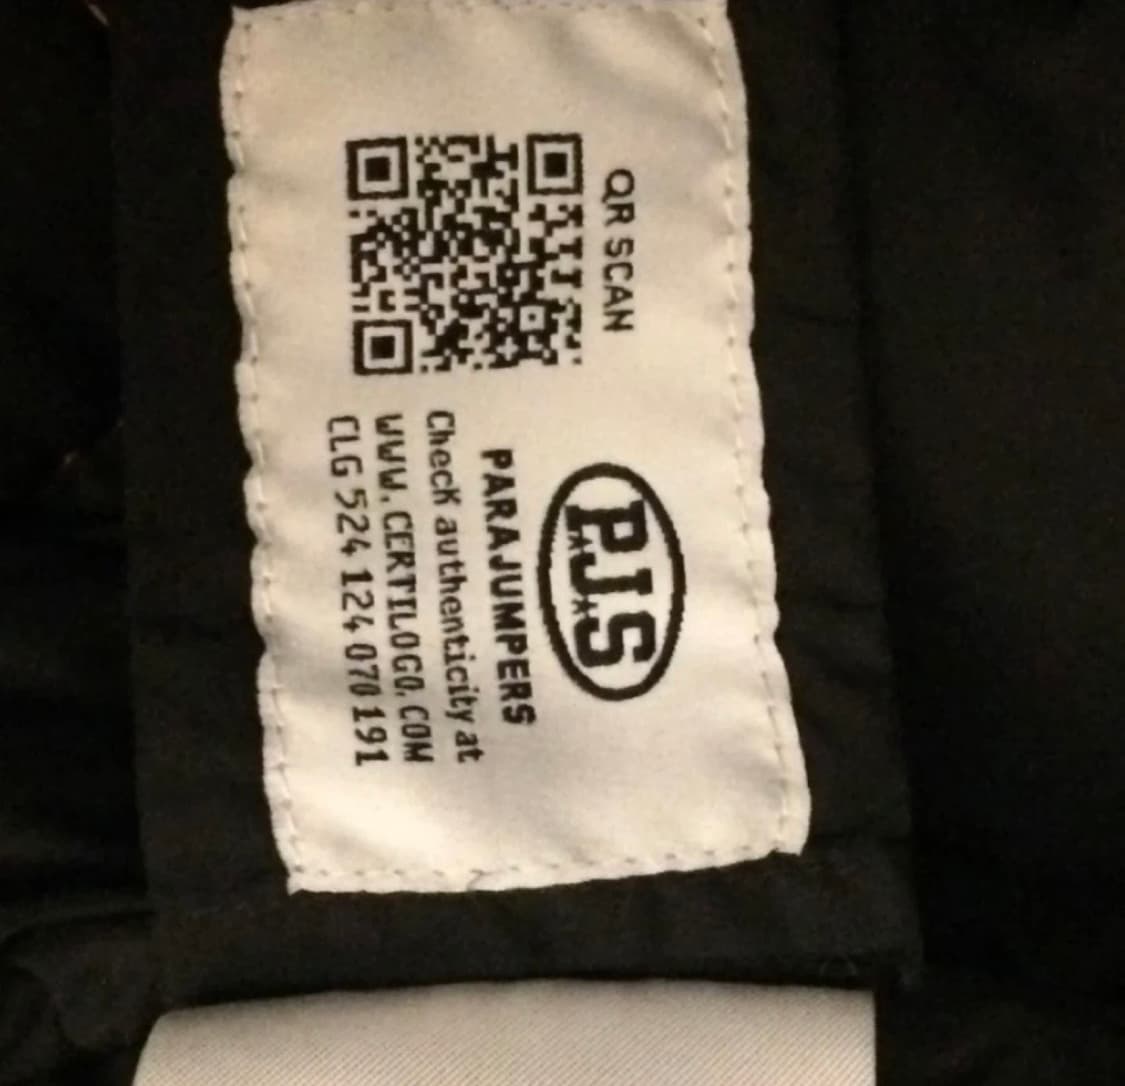 QR SCAN
PJS
PARAJUMPERS
Check authenticity at
WWW.CERTILOGO.COM
CLG 524 124 070 191